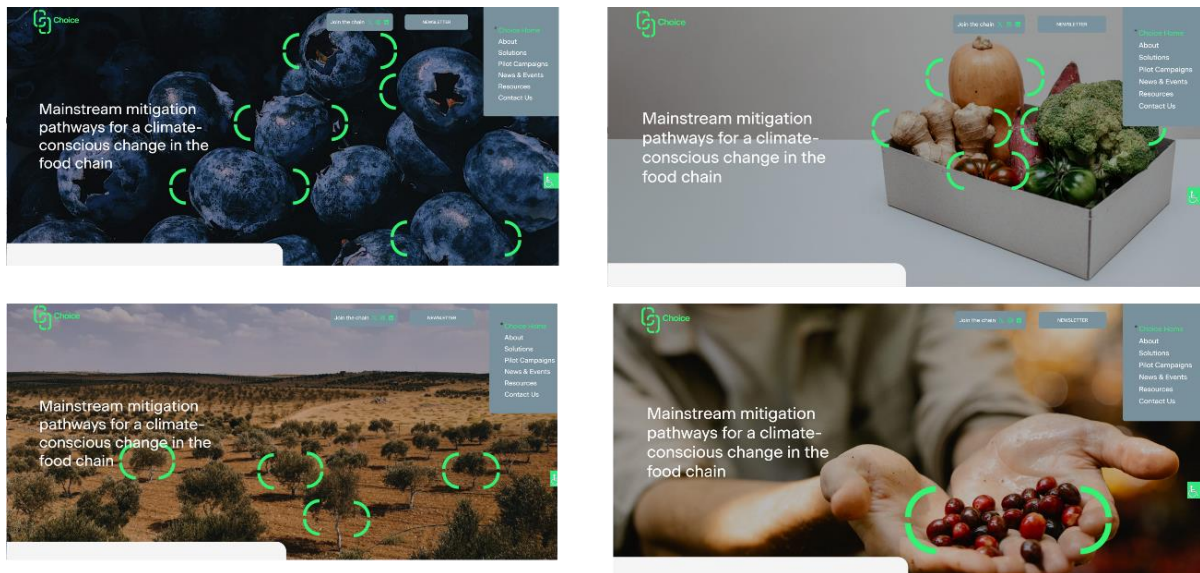 Choice
Join the chain
NEWSLETTER
Choice Home
About
Solutions
Pilot Campaigns
News & Events
Resources
Contact Us
Mainstream mitigation
pathways for a climate-
conscious change in the
food chain
Choice
Join the chain
NEWSLETTER
Choice Home
About
Solutions
Pilot Campaigns
News & Events
Resources
Contact Us
Mainstream mitigation
pathways for a climate-
conscious change in the
food chain
Choice
Join the chain
NEWSLETTER
Choice Home
About
Solutions
Pilot Campaigns
News & Events
Resources
Contact Us
Mainstream mitigation
pathways for a climate-
conscious change in the
food chain
Choice
Join the chain
NEWSLETTER
Choice Home
About
Solutions
Pilot Campaigns
News & Events
Resources
Contact Us
Mainstream mitigation
pathways for a climate-
conscious change in the
food chain